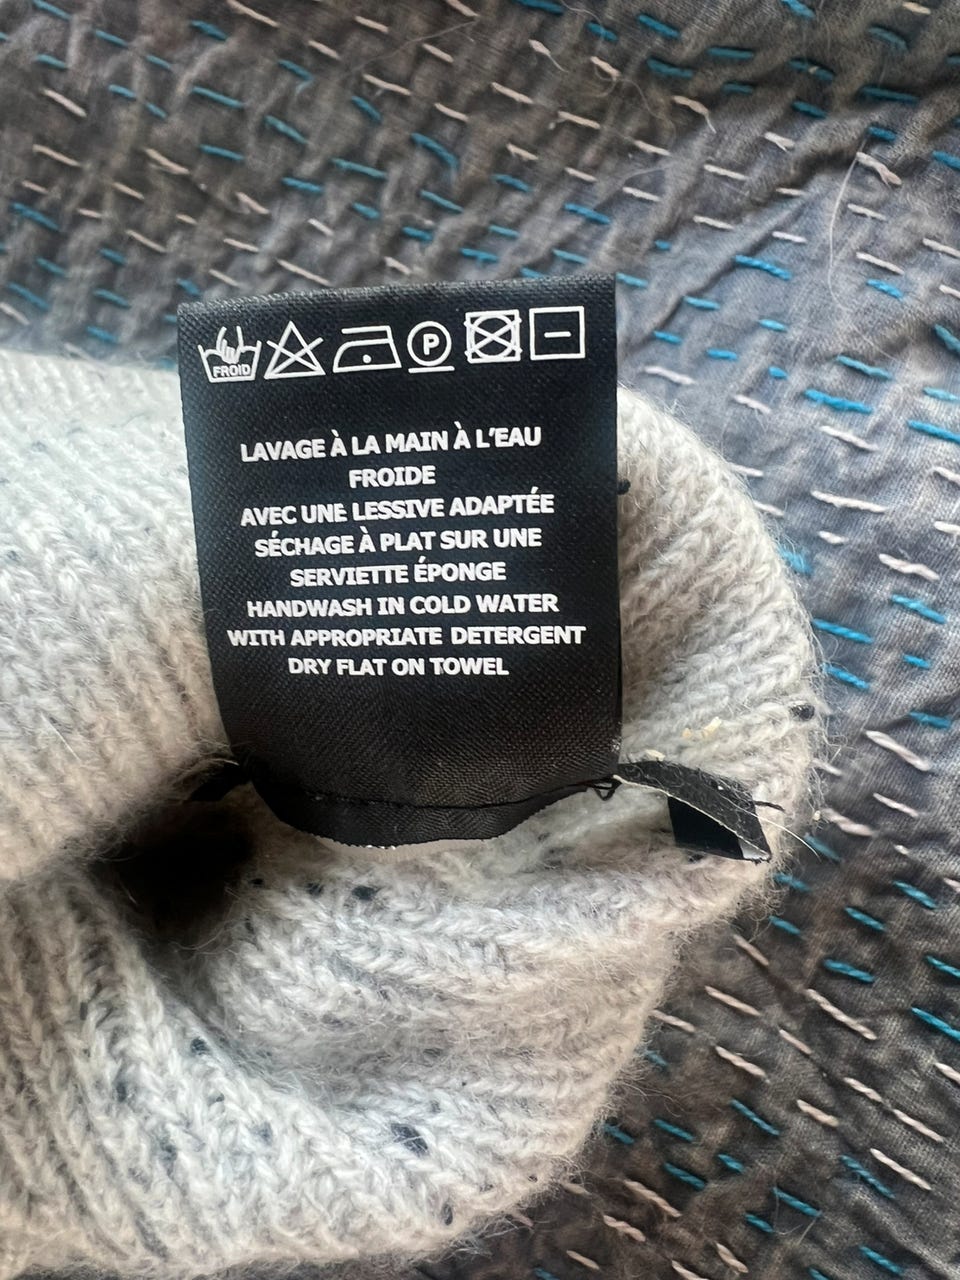 FROID P
LAVAGE À LA MAIN À L'EAU
FROIDE
AVEC UNE LESSIVE ADAPTÉE
SÉCHAGE À PLAT SUR UNE
SERVIETTE ÉPONGE
HANDWASH IN COLD WATER
WITH APPROPRIATE DETERGENT
DRY FLAT ON TOWEL